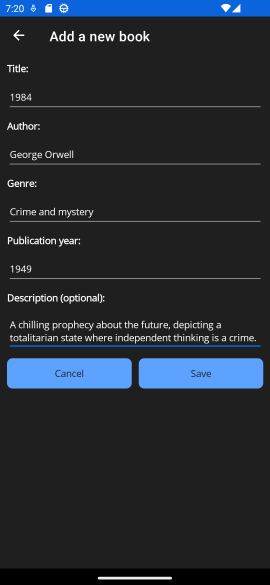 7:20
Add a new book
Title:
1984
Author:
George Orwell
Genre:
Crime and mystery
Publication year:
1949
Description (optional):
A chilling prophecy about the future, depicting a
totalitarian state where independent thinking is a crime.
Cancel
Save